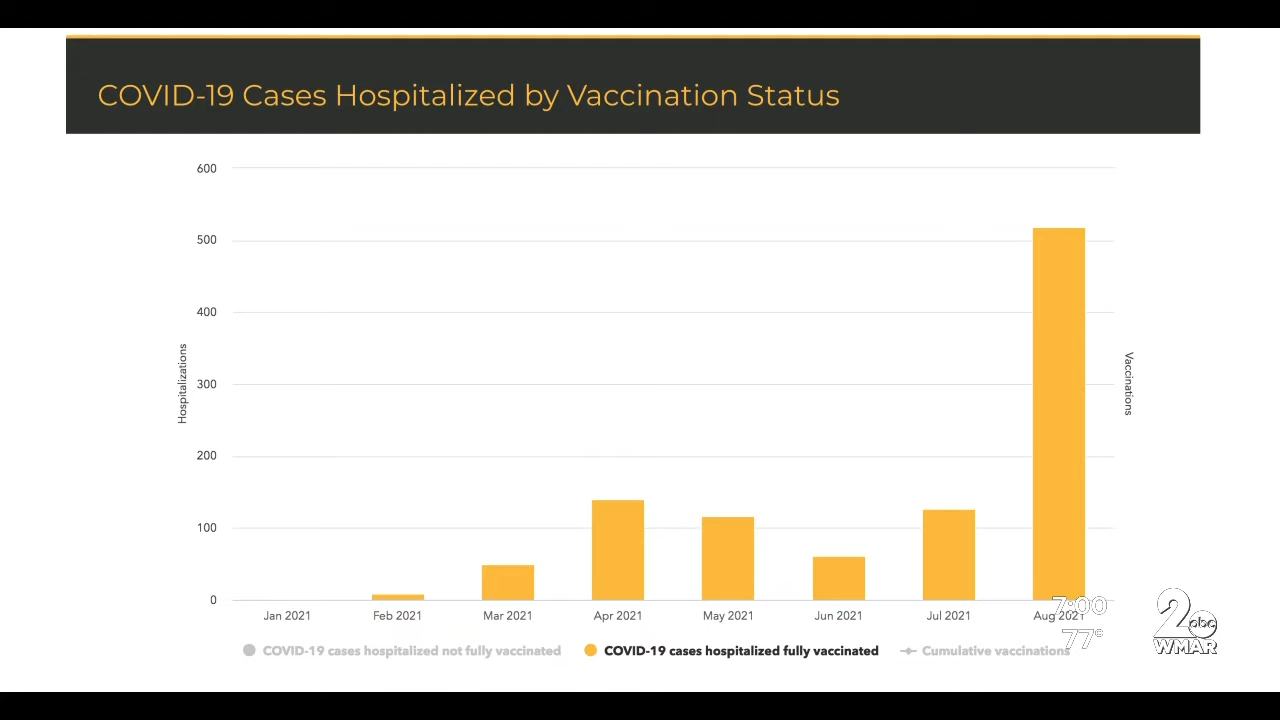 COVID-19 Cases Hospitalized by Vaccination Status
600
500
400
300
200
100
0
Hospitalizations
Vaccinations
Jan 2021 Feb 2021 Mar 2021 Apr 2021 May 2021 Jun 2021 Jul 2021 Aug 2021
COVID-19 cases hospitalized not fully vaccinated COVID-19 cases hospitalized fully vaccinated Cumulative vaccinations
7:00
77°
2
abc
WMAR